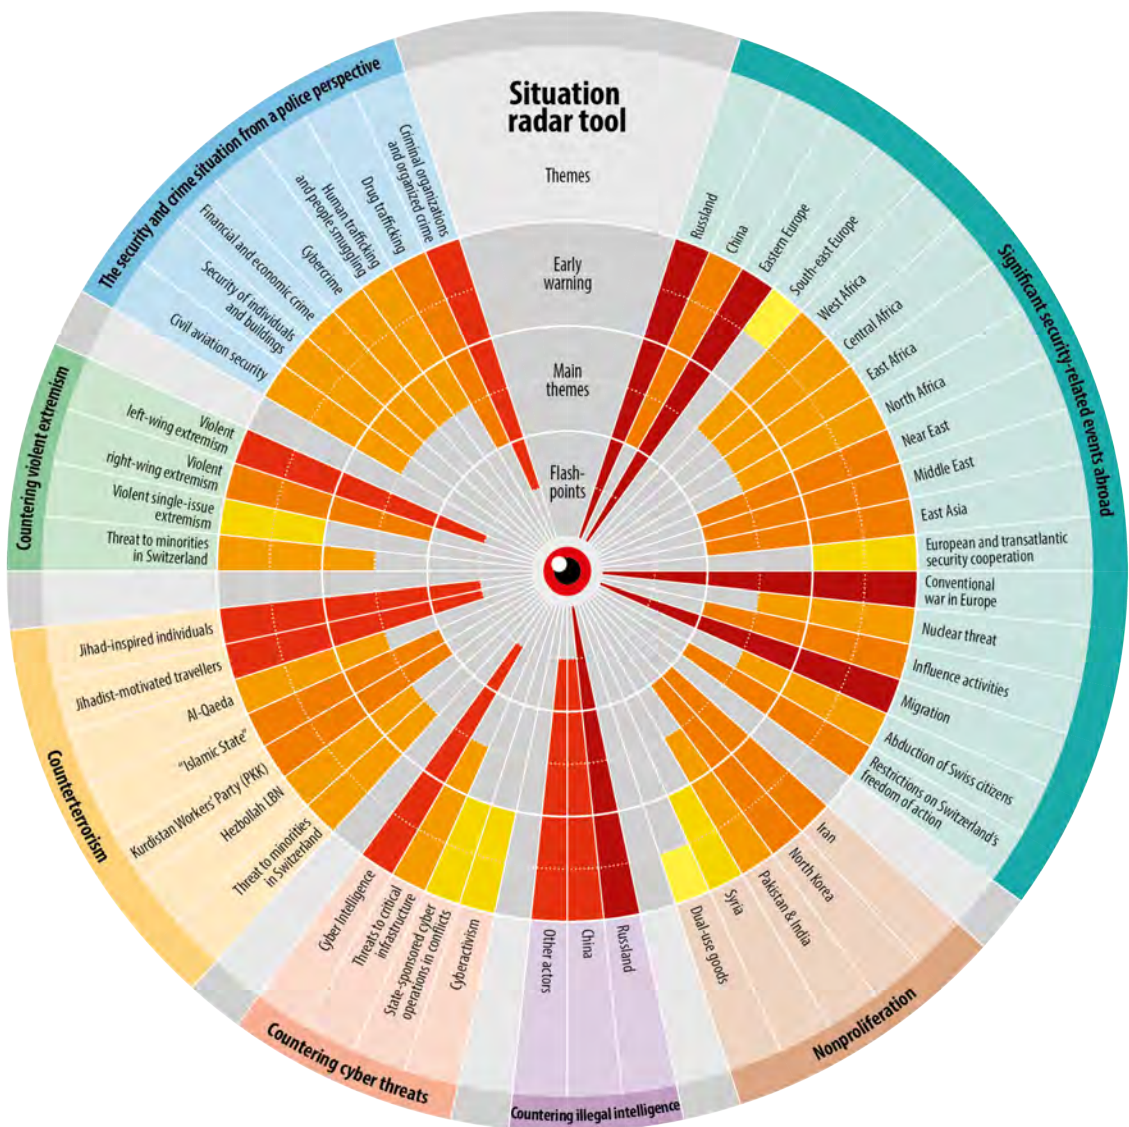 Situation
radar tool
Themes
Early
warning
Main
themes
Flash-
points
Significant security-related events abroad
Russland
China
Eastern Europe
South-east Europe
West Africa
Central Africa
East Africa
North Africa
Near East
Middle East
East Asia
European and transatlantic
security cooperation
Conventional
war in Europe
Nuclear threat
Influence activities
Migration
Abduction of Swiss citizens
Restrictions on Switzerland's
freedom of action
Nonproliferation
Iran
North Korea
Pakistan & India
Syria
Dual-use goods
Countering illegal intelligence
Russland
China
Other actors
Countering cyber threats
Cyberactivism
State-sponsored cyber
operations in conflicts
Threats to critical
infrastructure
Cyber Intelligence
Counterterrorism
Threat to minorities
in Switzerland
Hezbollah LBN
Kurdistan Workers' Party (PKK)
"Islamic State"
Al-Qaeda
Jihadist-motivated travellers
Jihad-inspired individuals
Countering violent extremism
Threat to minorities
in Switzerland
Violent single-issue
extremism
Violent
right-wing extremism
Violent
left-wing extremism
The security and crime situation from a police perspective
Civil aviation security
Security of individuals
and buildings
Financial and economic crime
Cybercrime
Human trafficking
and people smuggling
Drug trafficking
Criminal organizations
and organized crime